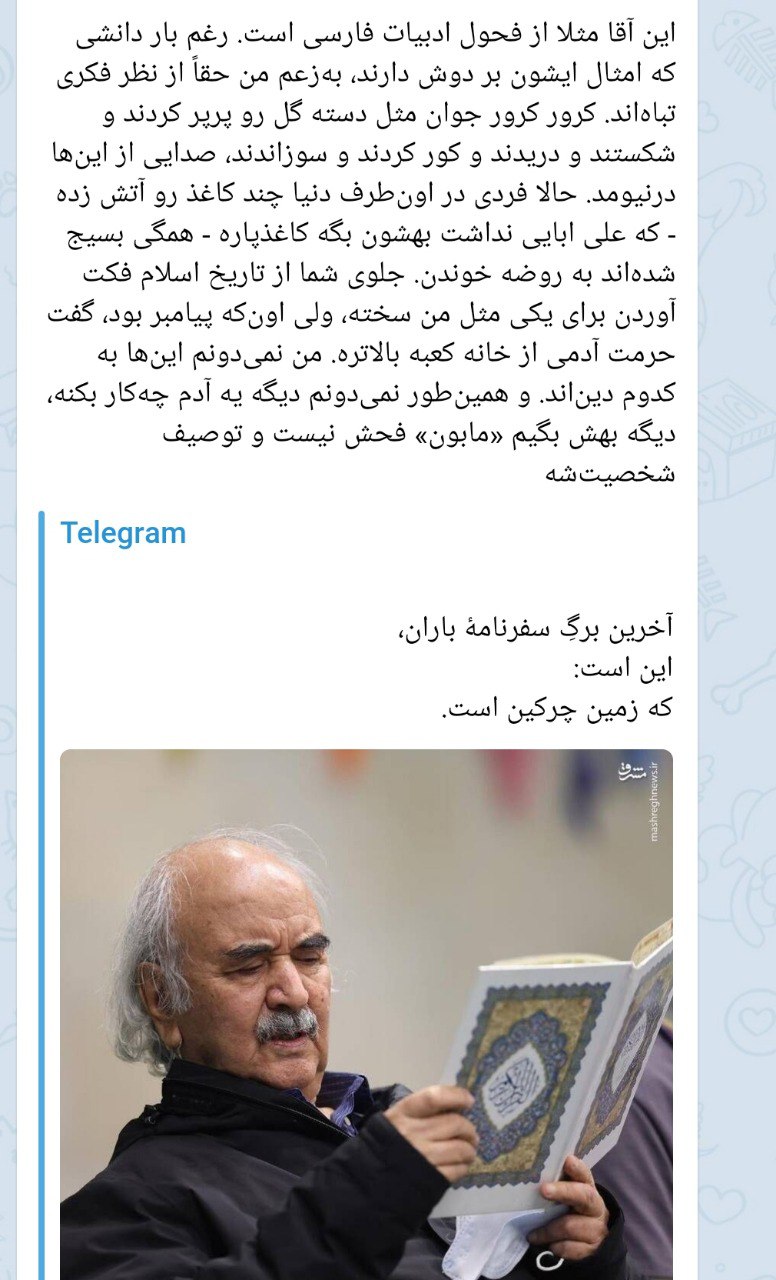 این آقا مثلا از فحول ادبیات فارسی است. رغم بار دانشی
که امثال ایشون بر دوش دارند، به‌زعم من حقاً از نظر فکری
تباه‌اند. کرور کرور جوان مثل دسته گل رو پرپر کردند و
شکستند و دریدند و کور کردند و سوزاندند، صدایی از این‌ها
درنیومد. حالا فردی در اون‌طرف دنیا چند کاغذ رو آتش زده
- که علی ابایی نداشت بهشون بگه کاغذپاره - همگی بسیج
شده‌اند به روضه خوندن. جلوی شما از تاریخ اسلام فکت
آوردن برای یکی مثل من سخته، ولی اون‌که پیامبر بود، گفت
حرمت آدمی از خانه کعبه بالاتره. من نمی‌دونم این‌ها به
کدوم دین‌اند. و همین‌طور نمی‌دونم دیگه یه آدم چه‌کار بکنه،
دیگه بهش بگیم «مابون» فحش نیست و توصیف
شخصیت‌شه
Telegram
آخرین برگِ سفرنامهٔ باران،
این است:
که زمین چرکین است.
مشرق
mashreghnews.ir